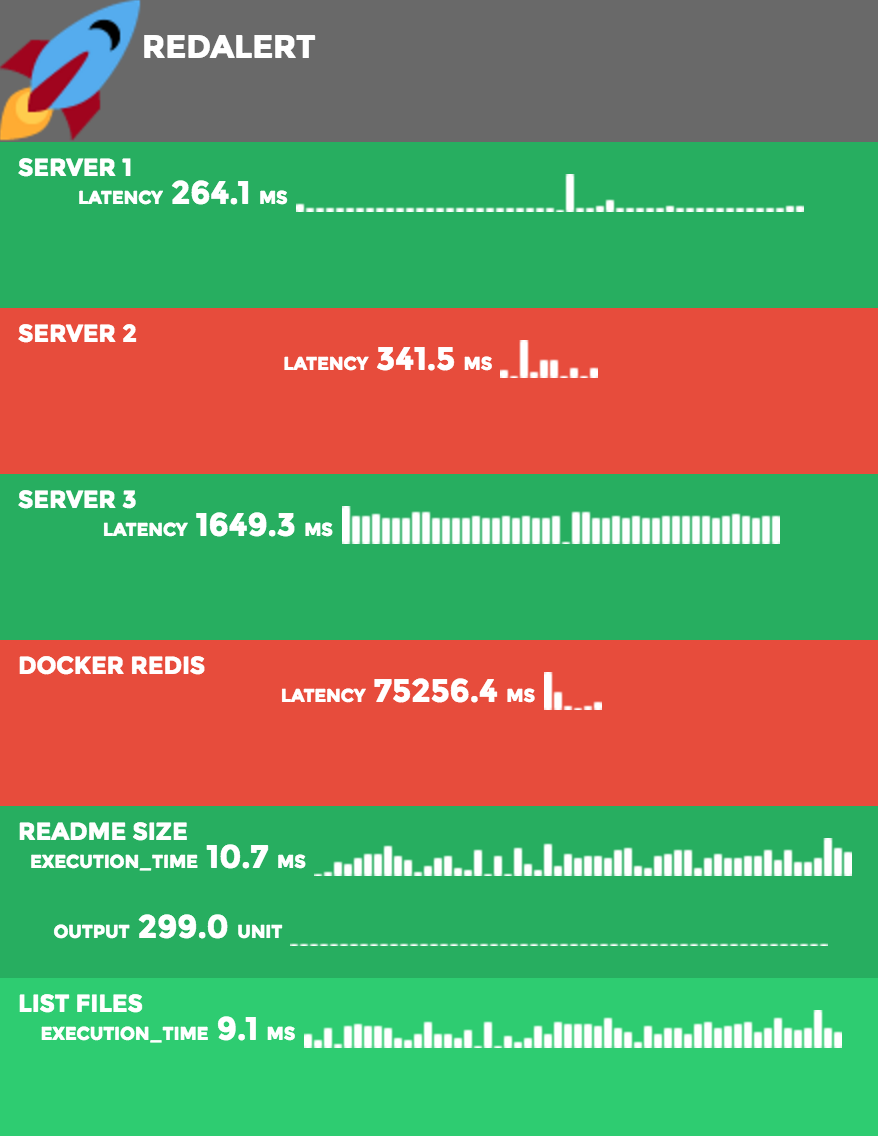 REDALERT
SERVER 1
LATENCY 264.1 MS
SERVER 2
LATENCY 341.5 MS
SERVER 3
LATENCY 1649.3 MS
DOCKER REDIS
LATENCY 75256.4 MS
README SIZE
EXECUTION_TIME 10.7 MS
OUTPUT 299.0 UNIT
LIST FILES
EXECUTION_TIME 9.1 MS